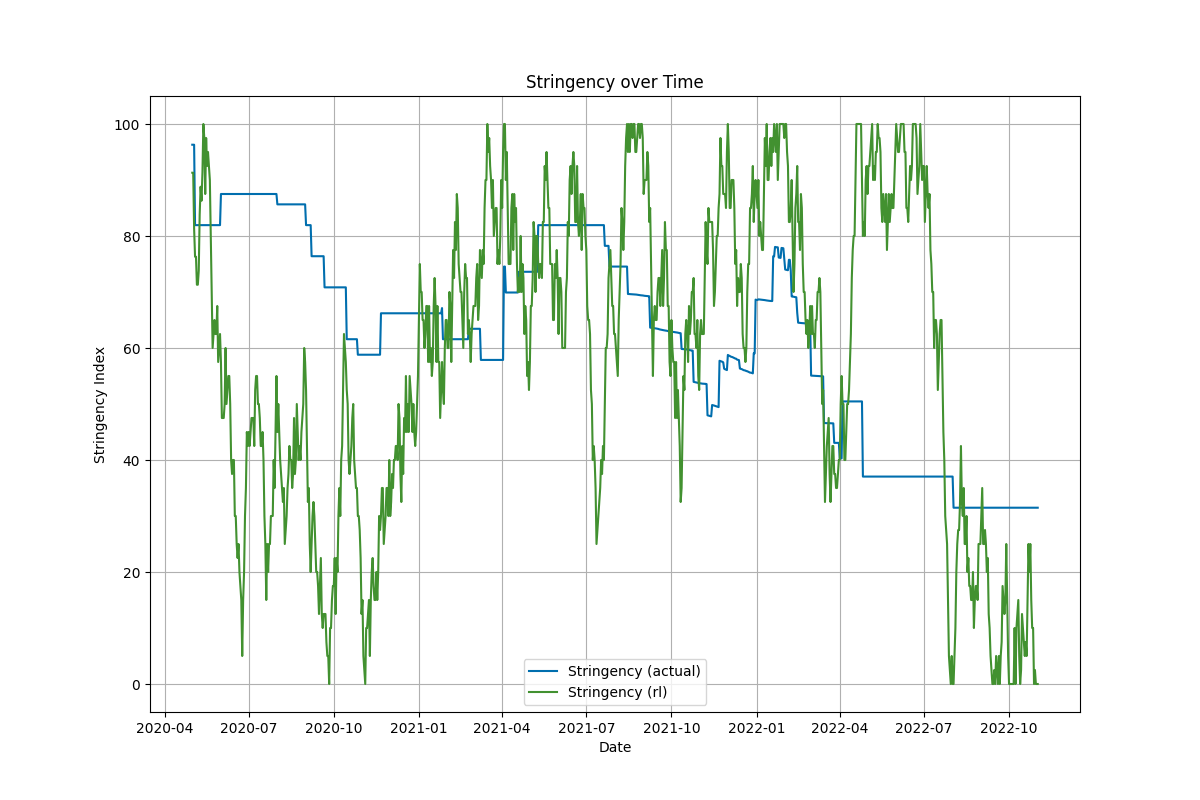 Stringency over Time
Stringency Index
100
80
60
40
20
0
Stringency (actual)
Stringency (rl)
2020-04 2020-07 2020-10 2021-01 2021-04 2021-07 2021-10 2022-01 2022-04 2022-07 2022-10
Date